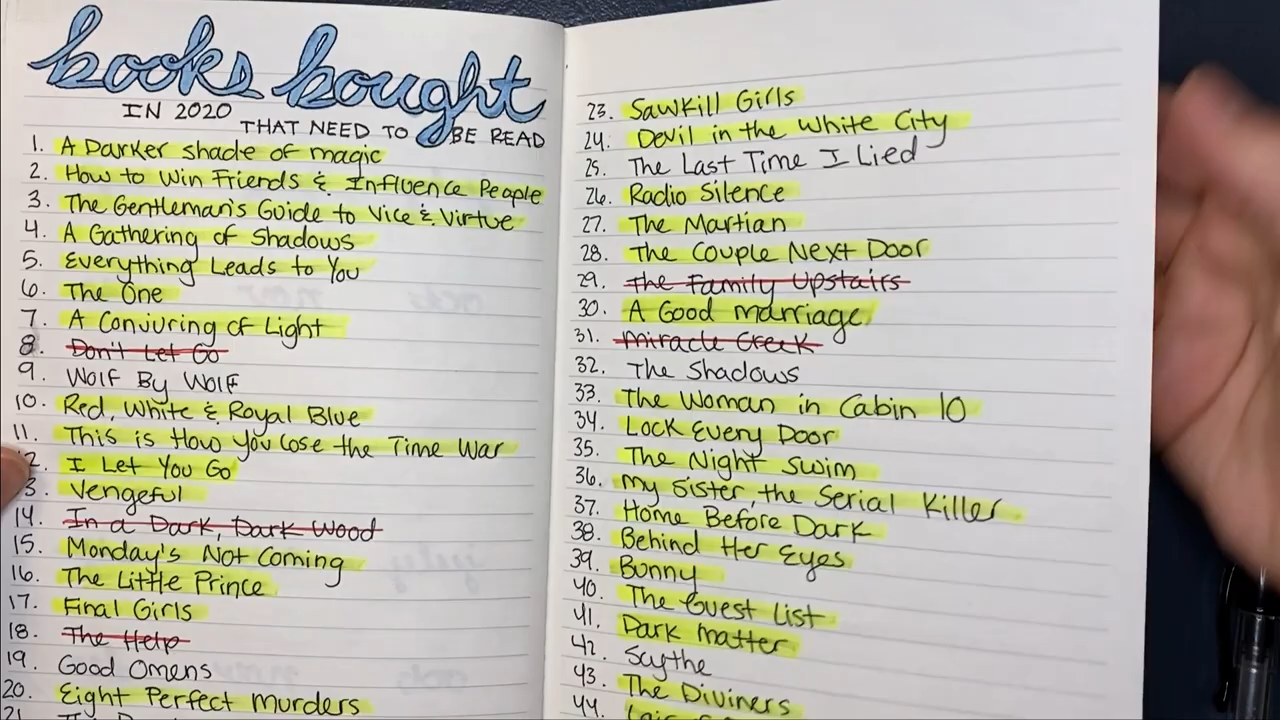 books bought
IN 2020
THAT NEED TO BE READ
1. A Darker Shade of Magic
2. How to Win Friends & Influence People
3. The Gentleman's Guide to Vice & Virtue
4. A Gathering of Shadows
5. Everything Leads to You
6. The One
7. A Conjuring of Light
8. Don't Let Go
9. Wolf By Wolf
10. Red, White & Royal Blue
11. This is How You Lose the Time War
2. I Let You Go
3. Vengeful
14. In a Dark, Dark Wood
15. Monday's Not Coming
16. The Little Prince
17. Final Girls
18. The Help
19. Good Omens
20. Eight Perfect Murders
21.
23. Sawkill Girls
24. Devil in the White City
25. The Last Time I Lied
26. Radio Silence
27. The Martian
28. The Couple Next Door
29. The Family Upstairs
30. A Good Marriage
31. Miracle Creek
32. The Shadows
33. The Woman in Cabin 10
34. Lock Every Door
35. The Night Swim
36. My Sister, the Serial Killer
37. Home Before Dark
38. Behind Her Eyes
39. Bunny
40. The Guest List
41. Dark Matter
42. Scythe
43. The Diviners
44.